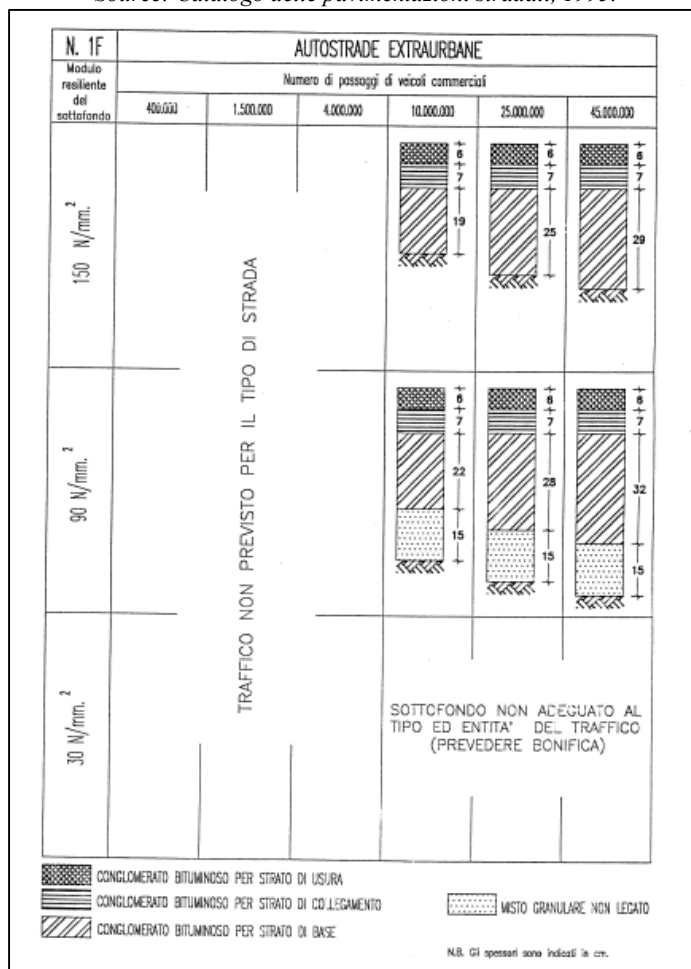 Source: Catalogo delle pavimentazioni stradali, 1995.
N. 1F
AUTOSTRADE EXTRAURBANE
Modulo
resiliente
del
sottofondo
Numero di passaggi di veicoli commerciali
400.000
1.500.000
4.000.000
10.000.000
25.000.000
45.000.000
150 N/mm.²
6
7
19
6
7
25
6
7
29
TRAFFICO NON PREVISTO PER IL TIPO DI STRADA
90 N/mm.²
6
7
22
15
6
7
28
15
6
7
32
15
30 N/mm.²
SOTTOFONDO NON ADEGUATO AL
TIPO ED ENTITA' DEL TRAFFICO
(PREVEDERE BONIFICA)
CONGLOMERATO BITUMINOSO PER STRATO DI USURA
CONGLOMERATO BITUMINOSO PER STRATO DI COLLEGAMENTO
MISTO GRANULARE NON LEGATO
CONGLOMERATO BITUMINOSO PER STRATO DI BASE
N.B. Gli spessori sono indicati in cm.